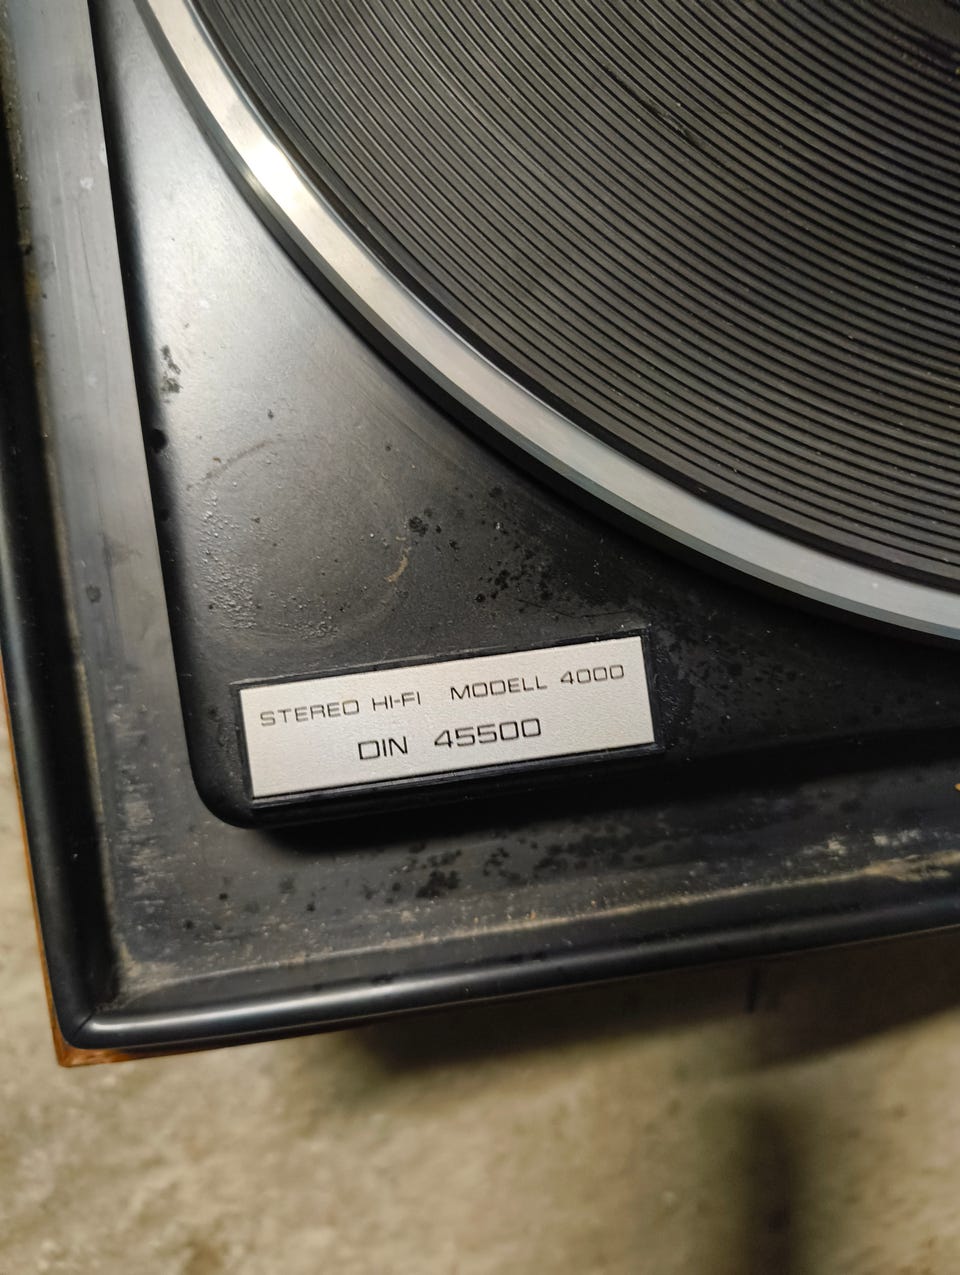 STEREO HI-FI MODELL 4000
DIN 45500